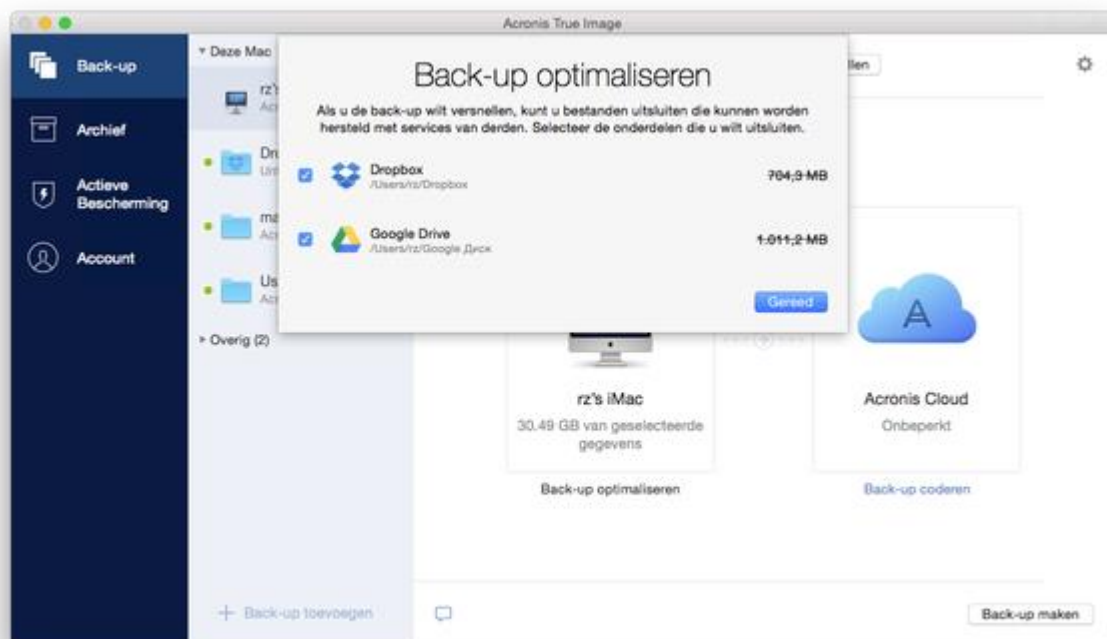 Acronis True Image
Back-up
Archief
Actieve
Bescherming
Account
Deze Mac
rz's
Overig (2)
Back-up toevoegen
Back-up optimaliseren
Als u de back-up wilt versnellen, kunt u bestanden uitsluiten die kunnen worden
hersteld met services van derden. Selecteer de onderdelen die u wilt uitsluiten.
Dropbox
704,9 MB
/Users/rz/Dropbox
Google Drive
1.011,2 MB
/Users/rz/Google Диск
Gereed
rz's iMac
30.49 GB van geselecteerde
gegevens
Back-up optimaliseren
Acronis Cloud
Onbeperkt
Back-up coderen
Back-up maken